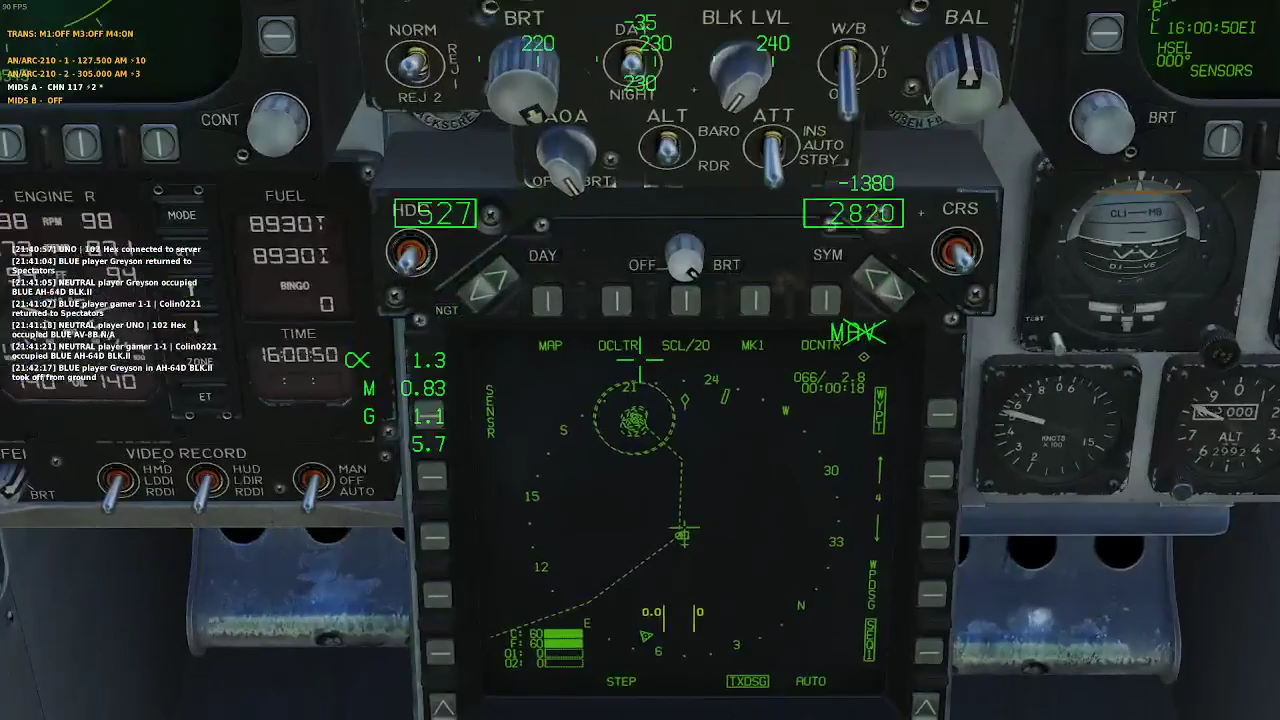 90 FPS
TRANS: M1:OFF M3:OFF M4:ON
AN/ARC-210 - 1 - 127.500 AM ⚡10
AN/ARC-210 - 2 - 305.000 AM ⚡3
MIDS A - CHN 117 ⚡2 *
MIDS B - OFF
NORM
REJ 1
REJ 2
BRT
220
-35
DAY
230
230
NIGHT
BLK LVL
240
W/B
VID
BAL
L 16:00:50EI
HSEL
000°
SENSORS
CONT
AOA
OFF
BRT
ALT
BARO
RDR
ATT
INS
AUTO
STBY
BRT
ENGINE R
98
RPM
98
94
MODE
FUEL
8930T
8930I
BINGO
0
TIME
16:00:50
ZONE
ET
[21:40:57] UNO | 102 Hex connected to server
[21:41:04] BLUE player Greyson returned to
Spectators
[21:41:05] NEUTRAL player Greyson occupied
BLUE AH-64D BLK.II
[21:41:07] BLUE player gamer 1-1 | Colin0221
returned to Spectators
[21:41:18] NEUTRAL player UNO | 102 Hex
occupied BLUE AV-8B N/A
[21:41:21] NEUTRAL player gamer 1-1 | Colin0221
occupied BLUE AH-64D BLK.II
[21:42:17] BLUE player Greyson in AH-64D BLK.II
took off from ground
140
HDG
527
-1380
2820
CRS
DAY
OFF
BRT
SYM
NGT
MAV
MAP
DCLTR
SCL/20
MK1
DCNTR
α 1.3
M 0.83
G 1.1
5.7
SENSR
21
24
066/ 2.8
00:00:18
WYPT
S
W
15
30
4
12
33
WPDSG
N
0.0
0
E
SEQ1
C: 60
F: 60
O1: 0
O2: 0
6
3
STEP
TXDSG
AUTO
VIDEO RECORD
BRT
HMD
LDDI
RDDI
HUD
LDIR
RDDI
MAN
OFF
AUTO
TEST
KNOTS
X 100
ALT
2992